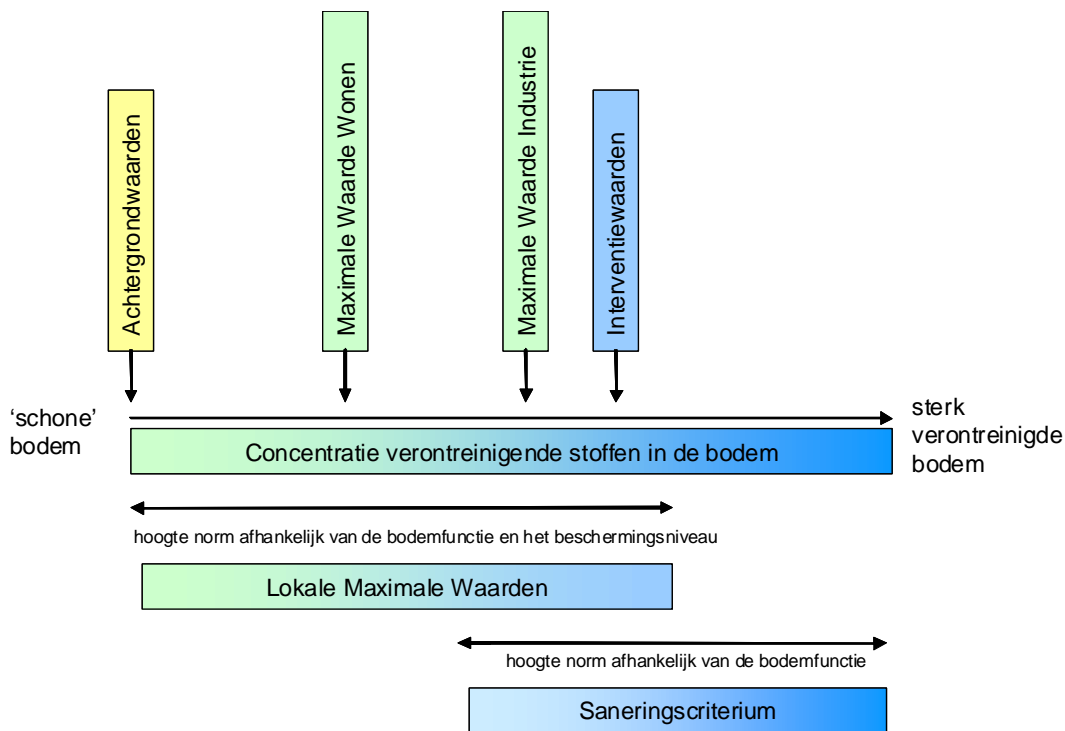 Achtergrondwaarden
Maximale Waarde Wonen
Maximale Waarde Industrie
Interventiewaarden
‘schone’
bodem
sterk
verontreinigde
bodem
Concentratie verontreinigende stoffen in de bodem
hoogte norm afhankelijk van de bodemfunctie en het beschermingsniveau
Lokale Maximale Waarden
hoogte norm afhankelijk van de bodemfunctie
Saneringscriterium